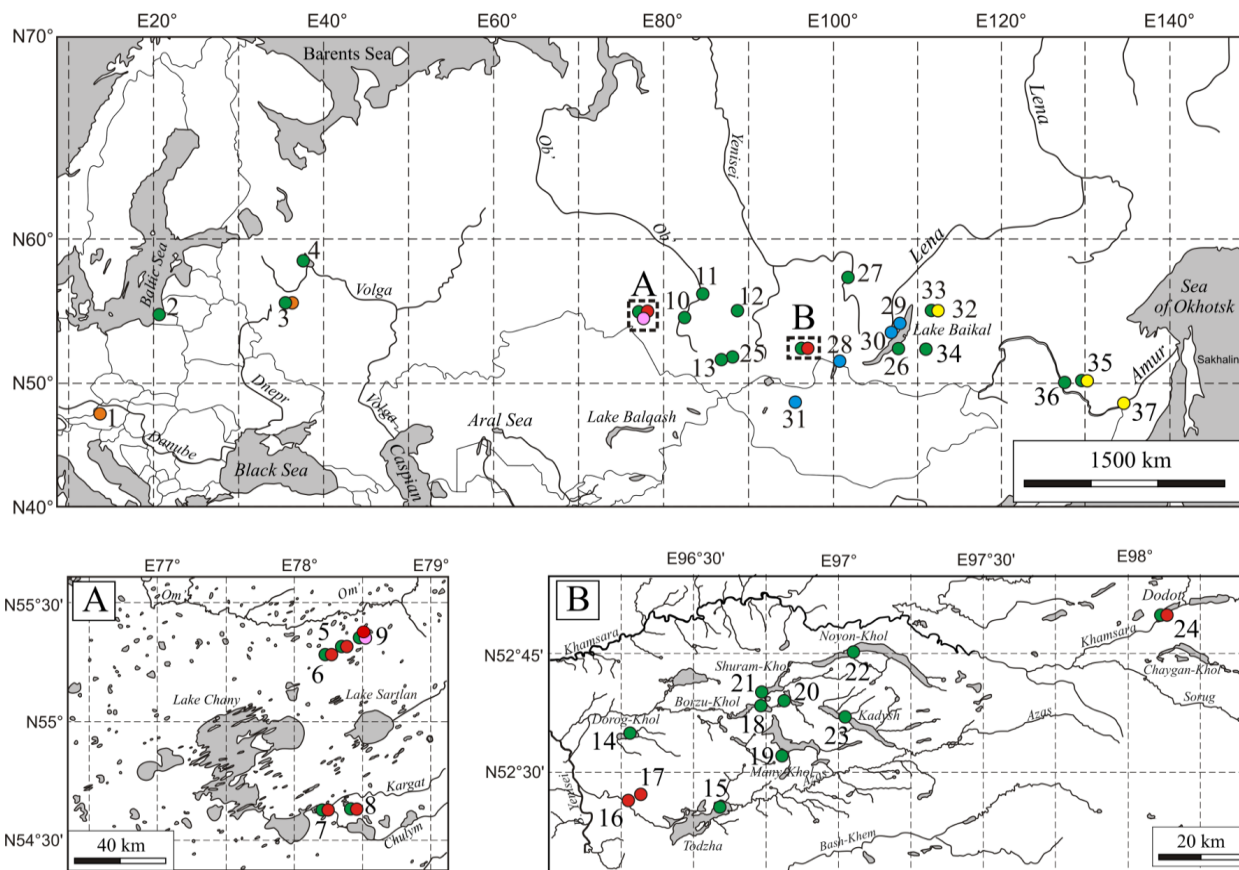 E20 E40 E60 E80 E100 E120 E140
N70°
Barents Sea
Lena
Ob'
Yenisei
Lena
N60°
Ob'
Baltic Sea
4
Volga
2
3
A
10
11
12
B
27
29
33
32
Lake Baikal
30
28
26
34
Sea
of Okhotsk
Sakhalin
13
25
Dnepr
N50°
36
35
Amur
37
1
31
Danube
Volga
Aral Sea
Lake Balqash
Black Sea
Caspian
1500 km
N40°
E77° E78° E79°
A
N55°30'
Om'
Om'
5
9
6
Lake Chany
Lake Sartlan
N55°
Kargat
8
7
Chulym
N54°30'
40 km
E96°30' E97° E97°30' E98°
B
Dodot
Khamsara
Noyon-Khol
Khamsara
24
N52°45'
Shuram-Khol
22
Chaygan-Khol
21
20
Borzu-Khol
Sorug
18
Dorog-Khol
Kadysh
Azas
14
23
19
Many-Khol
N52°30'
Azas
17
15
Yenisei
16
Todzha
Bash-Khem
20 km